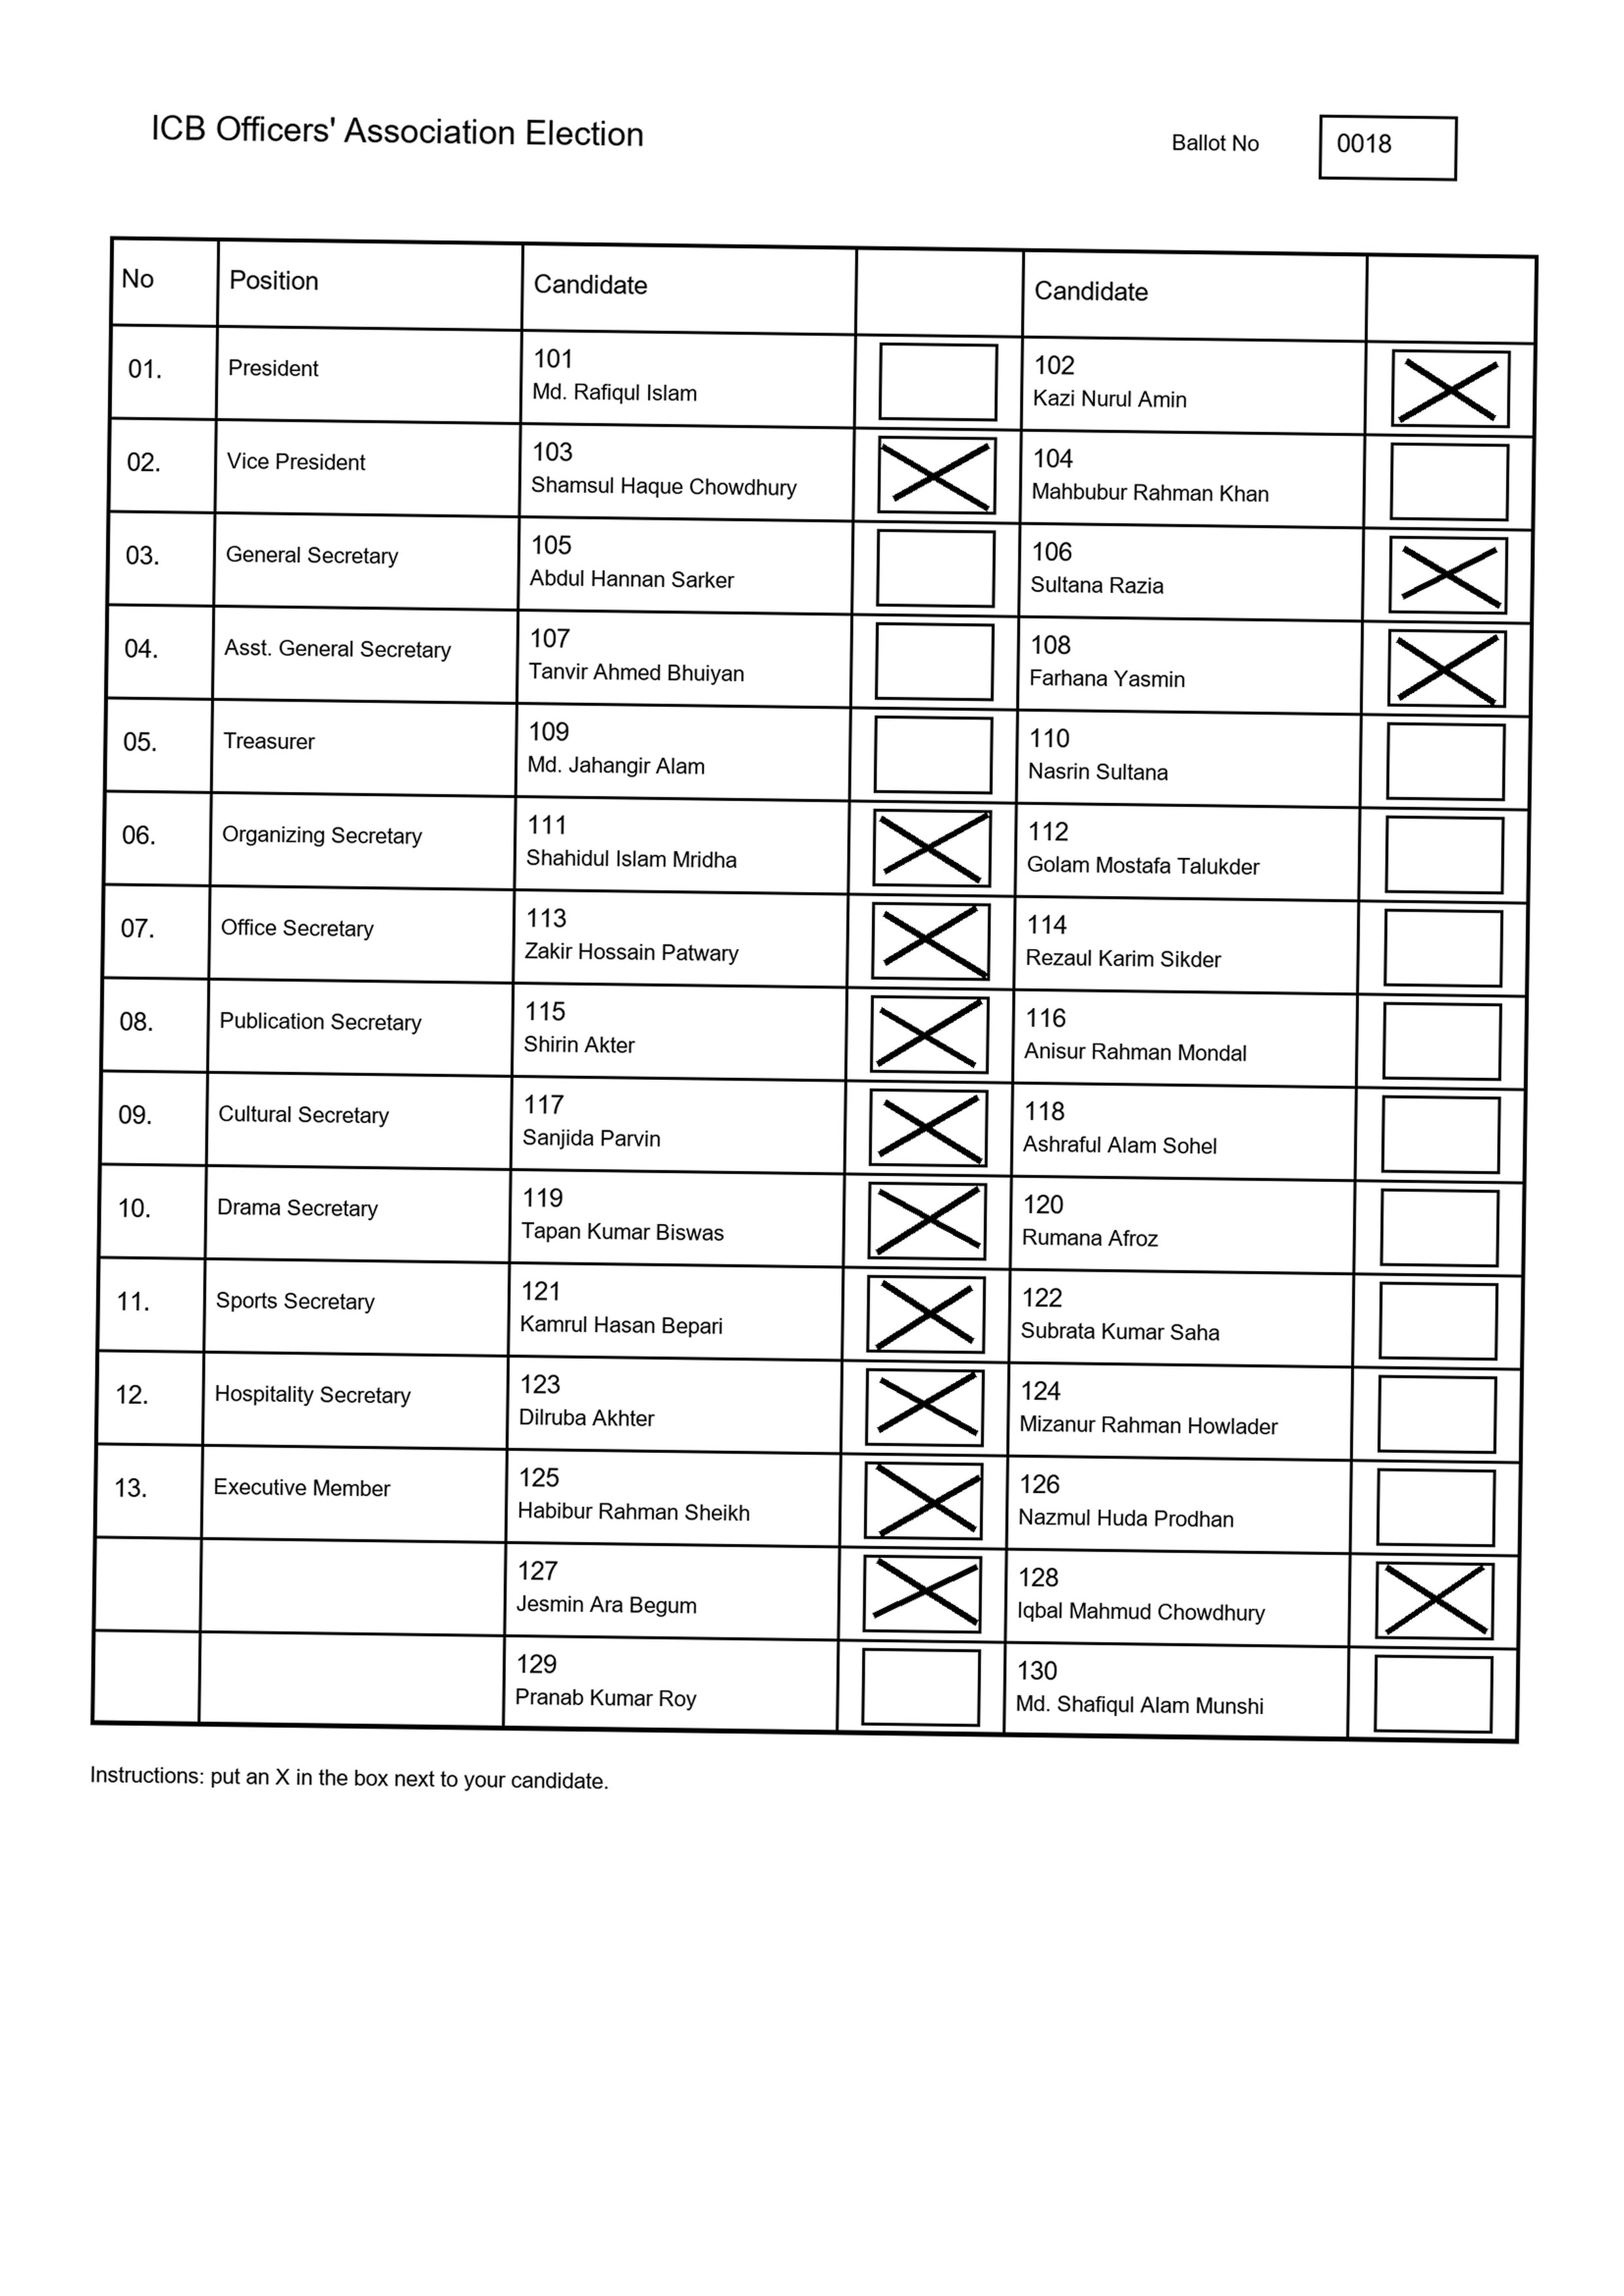 ICB Officers' Association Election
Ballot No 0018
No Position Candidate Candidate
01. President 101 Md. Rafiqul Islam 102 Kazi Nurul Amin X
02. Vice President 103 Shamsul Haque Chowdhury X 104 Mahbubur Rahman Khan
03. General Secretary 105 Abdul Hannan Sarker 106 Sultana Razia X
04. Asst. General Secretary 107 Tanvir Ahmed Bhuiyan 108 Farhana Yasmin X
05. Treasurer 109 Md. Jahangir Alam 110 Nasrin Sultana
06. Organizing Secretary 111 Shahidul Islam Mridha X 112 Golam Mostafa Talukder
07. Office Secretary 113 Zakir Hossain Patwary X 114 Rezaul Karim Sikder
08. Publication Secretary 115 Shirin Akter X 116 Anisur Rahman Mondal
09. Cultural Secretary 117 Sanjida Parvin X 118 Ashraful Alam Sohel
10. Drama Secretary 119 Tapan Kumar Biswas X 120 Rumana Afroz
11. Sports Secretary 121 Kamrul Hasan Bepari X 122 Subrata Kumar Saha
12. Hospitality Secretary 123 Dilruba Akhter X 124 Mizanur Rahman Howlader
13. Executive Member 125 Habibur Rahman Sheikh X 126 Nazmul Huda Prodhan
127 Jesmin Ara Begum X 128 Iqbal Mahmud Chowdhury X
129 Pranab Kumar Roy 130 Md. Shafiqul Alam Munshi
Instructions: put an X in the box next to your candidate.